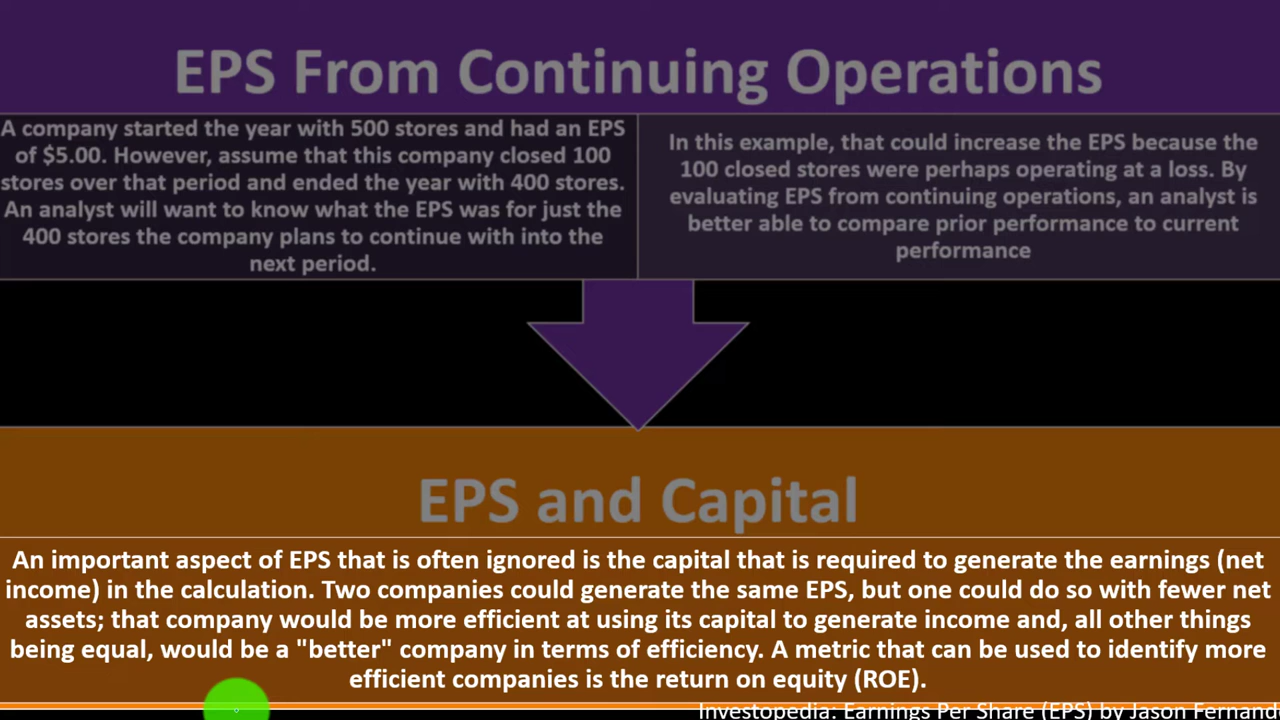 EPS From Continuing Operations
A company started the year with 500 stores and had an EPS
of $5.00. However, assume that this company closed 100
stores over that period and ended the year with 400 stores.
An analyst will want to know what the EPS was for just the
400 stores the company plans to continue with into the
next period.
In this example, that could increase the EPS because the
100 closed stores were perhaps operating at a loss. By
evaluating EPS from continuing operations, an analyst is
better able to compare prior performance to current
performance
EPS and Capital
An important aspect of EPS that is often ignored is the capital that is required to generate the earnings (net
income) in the calculation. Two companies could generate the same EPS, but one could do so with fewer net
assets; that company would be more efficient at using its capital to generate income and, all other things
being equal, would be a "better" company in terms of efficiency. A metric that can be used to identify more
efficient companies is the return on equity (ROE).
Investopedia: Earnings Per Share (EPS) by Jason Fernand